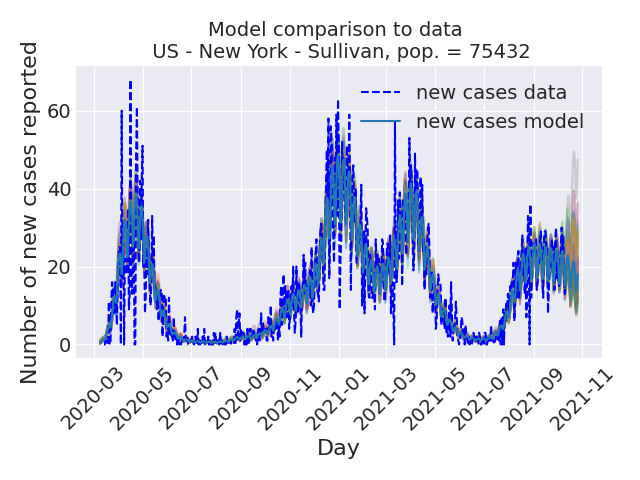 Model comparison to data
US - New York - Sullivan, pop. = 75432
Number of new cases reported
60
40
20
0
new cases data
new cases model
2020-03
2020-05
2020-07
2020-09
2020-11
2021-01
2021-03
2021-05
2021-07
2021-09
2021-11
Day